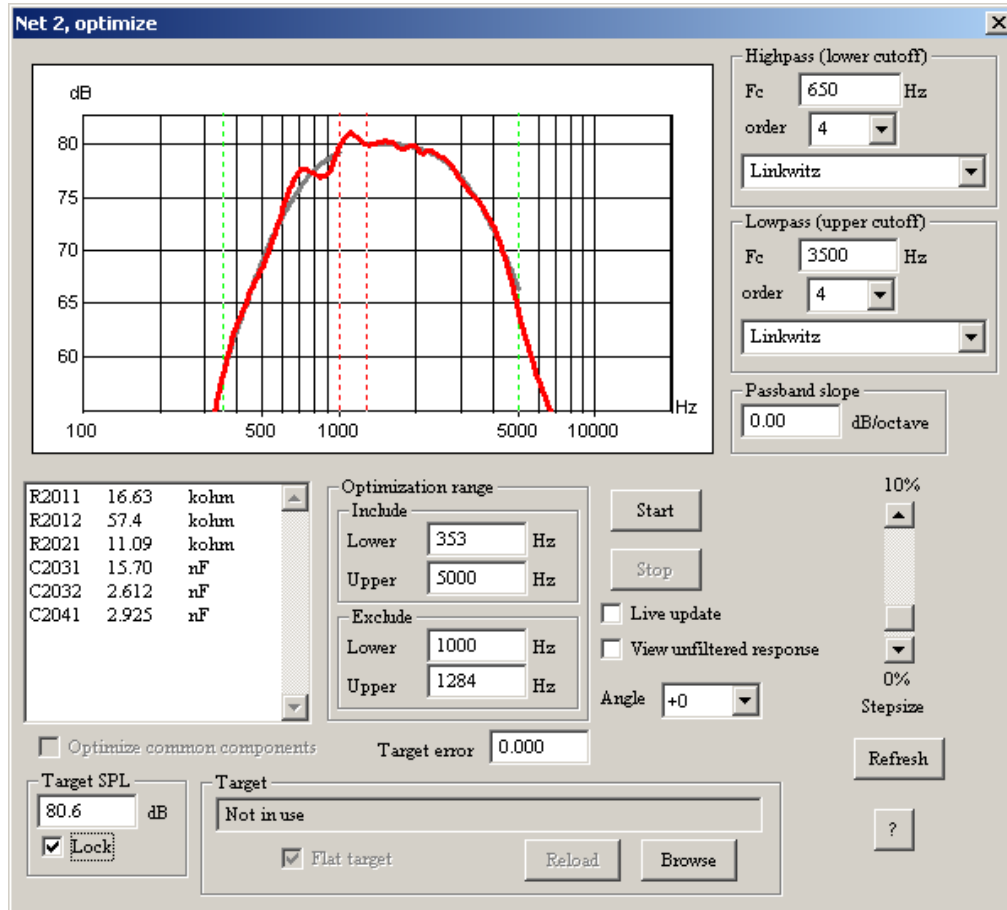 Net 2, optimize
dB
80
75
70
65
60
100
500
1000
5000
10000
Hz
Highpass (lower cutoff)
Fc 650 Hz
order 4
Linkwitz
Lowpass (upper cutoff)
Fc 3500 Hz
order 4
Linkwitz
Passband slope
0.00 dB/octave
R2011 16.63 kohm
R2012 57.4 kohm
R2021 11.09 kohm
C2031 15.70 nF
C2032 2.612 nF
C2041 2.925 nF
Optimization range
Include
Lower 353 Hz
Upper 5000 Hz
Exclude
Lower 1000 Hz
Upper 1284 Hz
Start
Stop
Live update
View unfiltered response
Angle +0
10%
0%
Stepsize
Optimize common components
Target error 0.000
Refresh
Target SPL
80.6 dB
Lock
Target
Not in use
Flat target
Reload
Browse
?